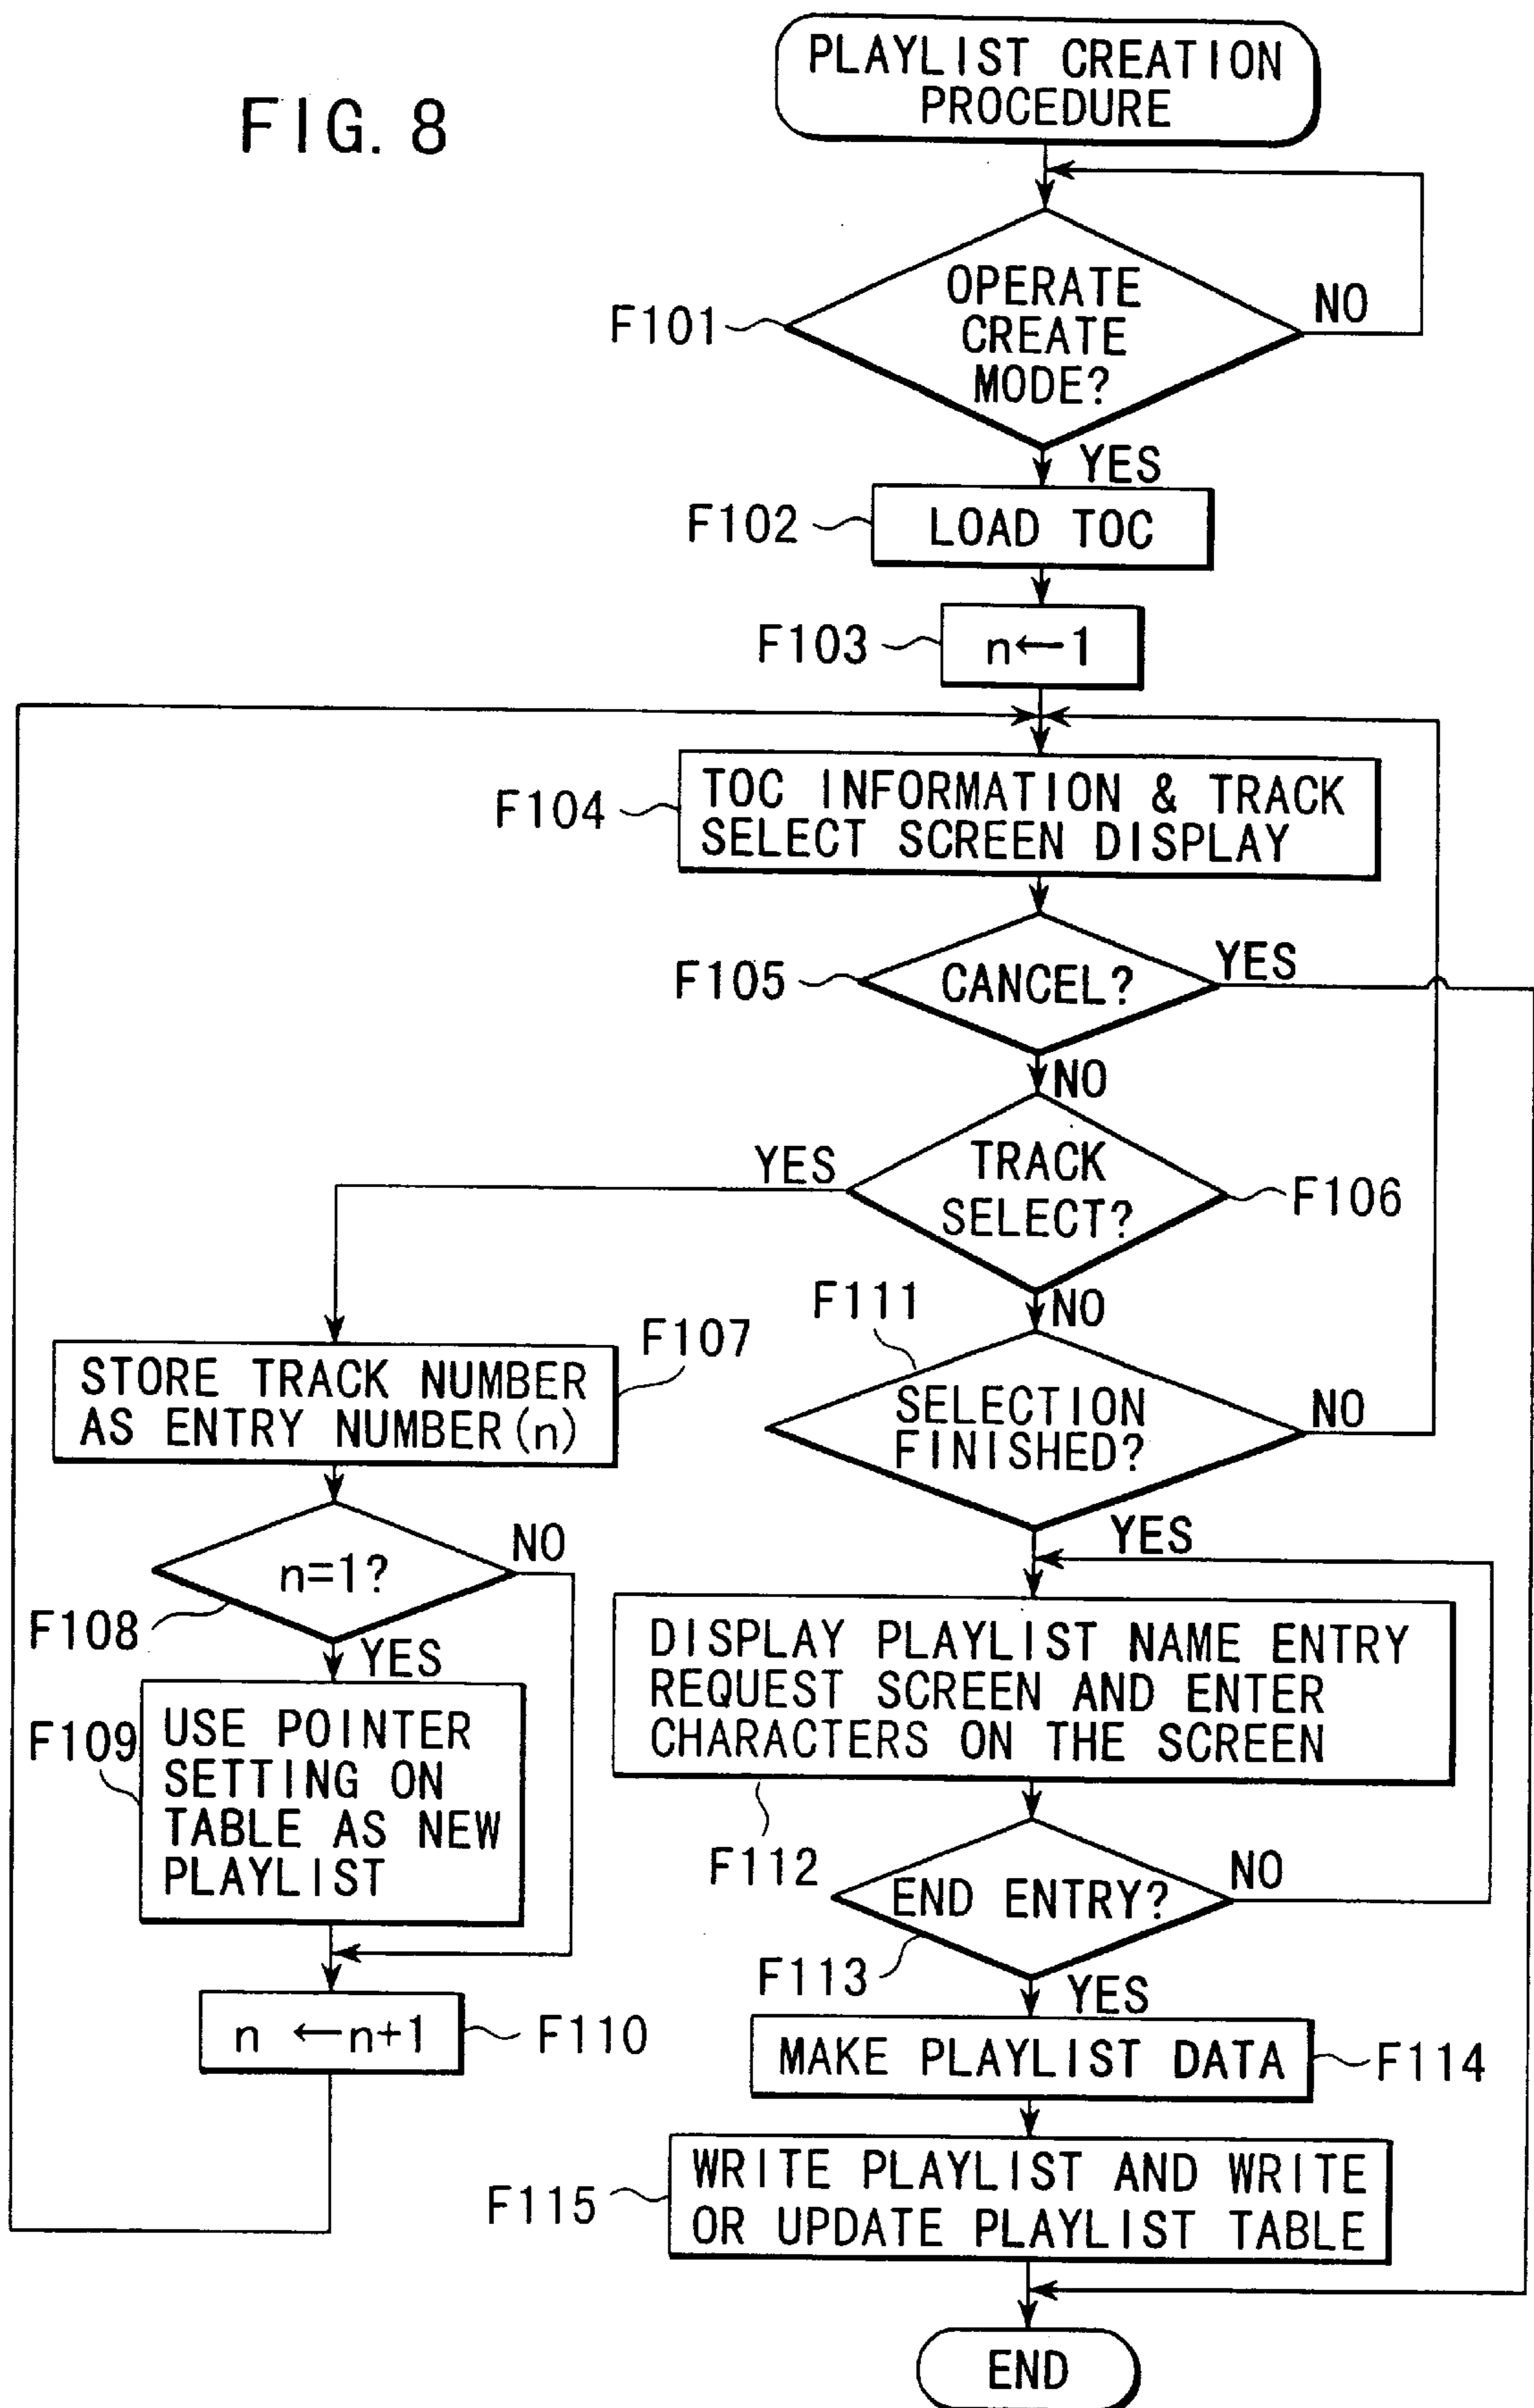 FIG. 8
PLAYLIST CREATION
PROCEDURE
F101
OPERATE
CREATE
MODE?
NO
YES
F102
LOAD TOC
F103
n←1
F104
TOC INFORMATION & TRACK
SELECT SCREEN DISPLAY
F105
CANCEL?
YES
NO
YES
TRACK
SELECT?
F106
NO
F111
SELECTION
FINISHED?
NO
YES
F107
STORE TRACK NUMBER
AS ENTRY NUMBER(n)
F108
n=1?
NO
YES
F109
USE POINTER
SETTING ON
TABLE AS NEW
PLAYLIST
n ←n+1
F110
DISPLAY PLAYLIST NAME ENTRY
REQUEST SCREEN AND ENTER
CHARACTERS ON THE SCREEN
F112
END ENTRY?
NO
F113
YES
MAKE PLAYLIST DATA
F114
F115
WRITE PLAYLIST AND WRITE
OR UPDATE PLAYLIST TABLE
END